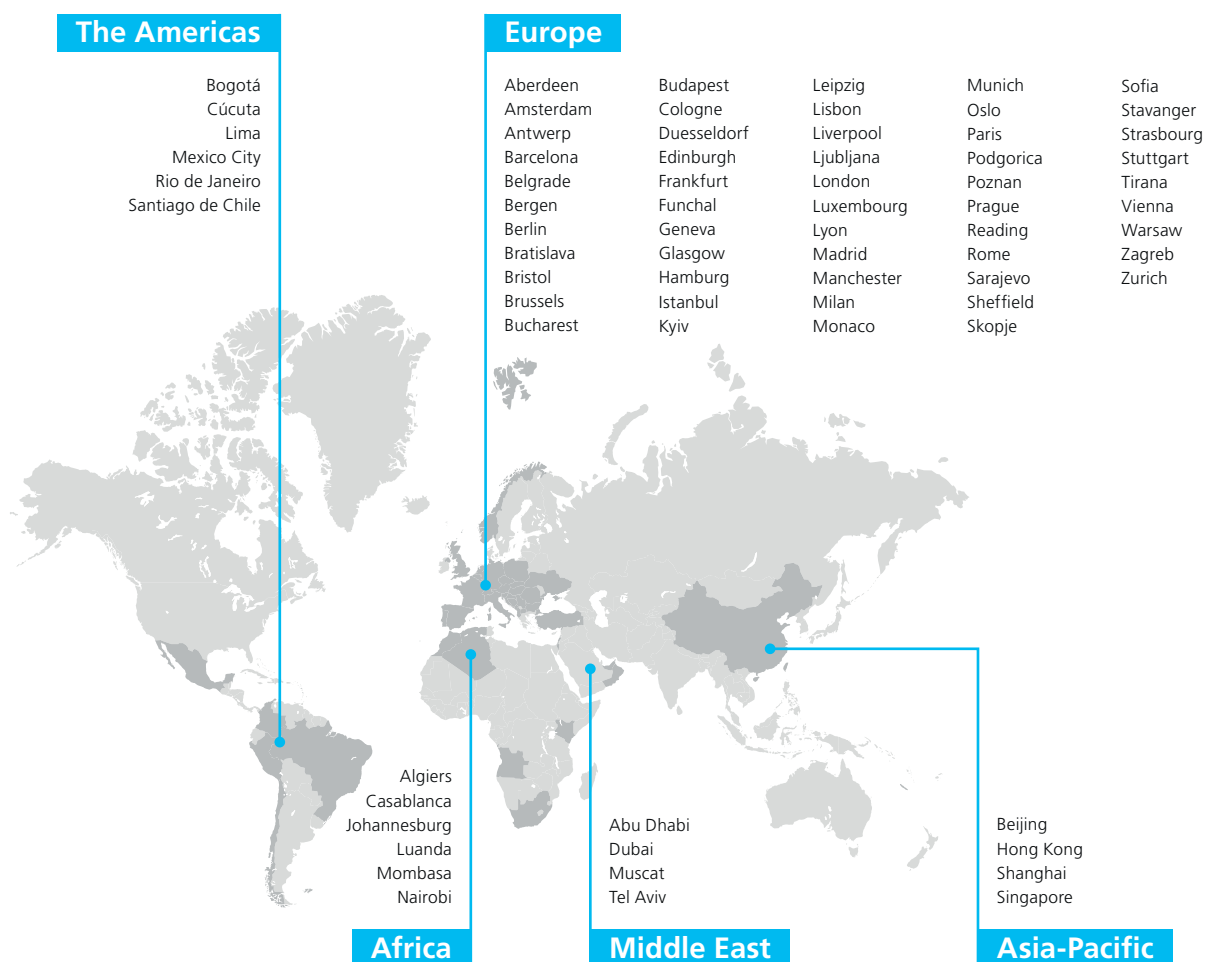 The Americas
Bogotá
Cúcuta
Lima
Mexico City
Rio de Janeiro
Santiago de Chile
Europe
Aberdeen
Amsterdam
Antwerp
Barcelona
Belgrade
Bergen
Berlin
Bratislava
Bristol
Brussels
Bucharest
Budapest
Cologne
Duesseldorf
Edinburgh
Frankfurt
Funchal
Geneva
Glasgow
Hamburg
Istanbul
Kyiv
Leipzig
Lisbon
Liverpool
Ljubljana
London
Luxembourg
Lyon
Madrid
Manchester
Milan
Monaco
Munich
Oslo
Paris
Podgorica
Poznan
Prague
Reading
Rome
Sarajevo
Sheffield
Skopje
Sofia
Stavanger
Strasbourg
Stuttgart
Tirana
Vienna
Warsaw
Zagreb
Zurich
Algiers
Casablanca
Johannesburg
Luanda
Mombasa
Nairobi
Africa
Abu Dhabi
Dubai
Muscat
Tel Aviv
Middle East
Beijing
Hong Kong
Shanghai
Singapore
Asia-Pacific